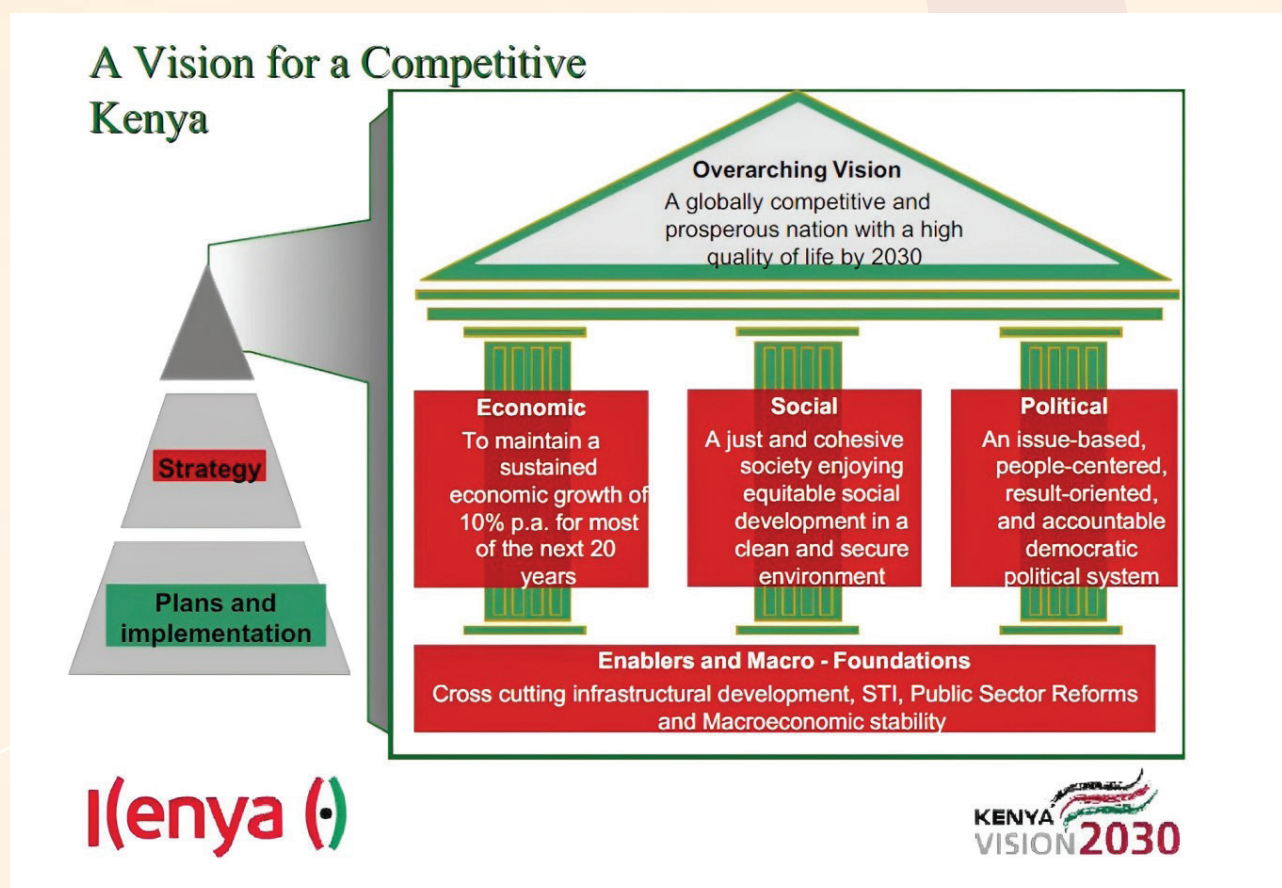 A Vision for a Competitive
Kenya
Overarching Vision
A globally competitive and
prosperous nation with a high
quality of life by 2030
Strategy
Plans and
implementation
Economic
To maintain a
sustained
economic growth of
10% p.a. for most
of the next 20
years
Social
A just and cohesive
society enjoying
equitable social
development in a
clean and secure
environment
Political
An issue-based,
people-centered,
result-oriented,
and accountable
democratic
political system
Enablers and Macro - Foundations
Cross cutting infrastructural development, STI, Public Sector Reforms
and Macroeconomic stability
Kenya
KENYA
VISION 2030